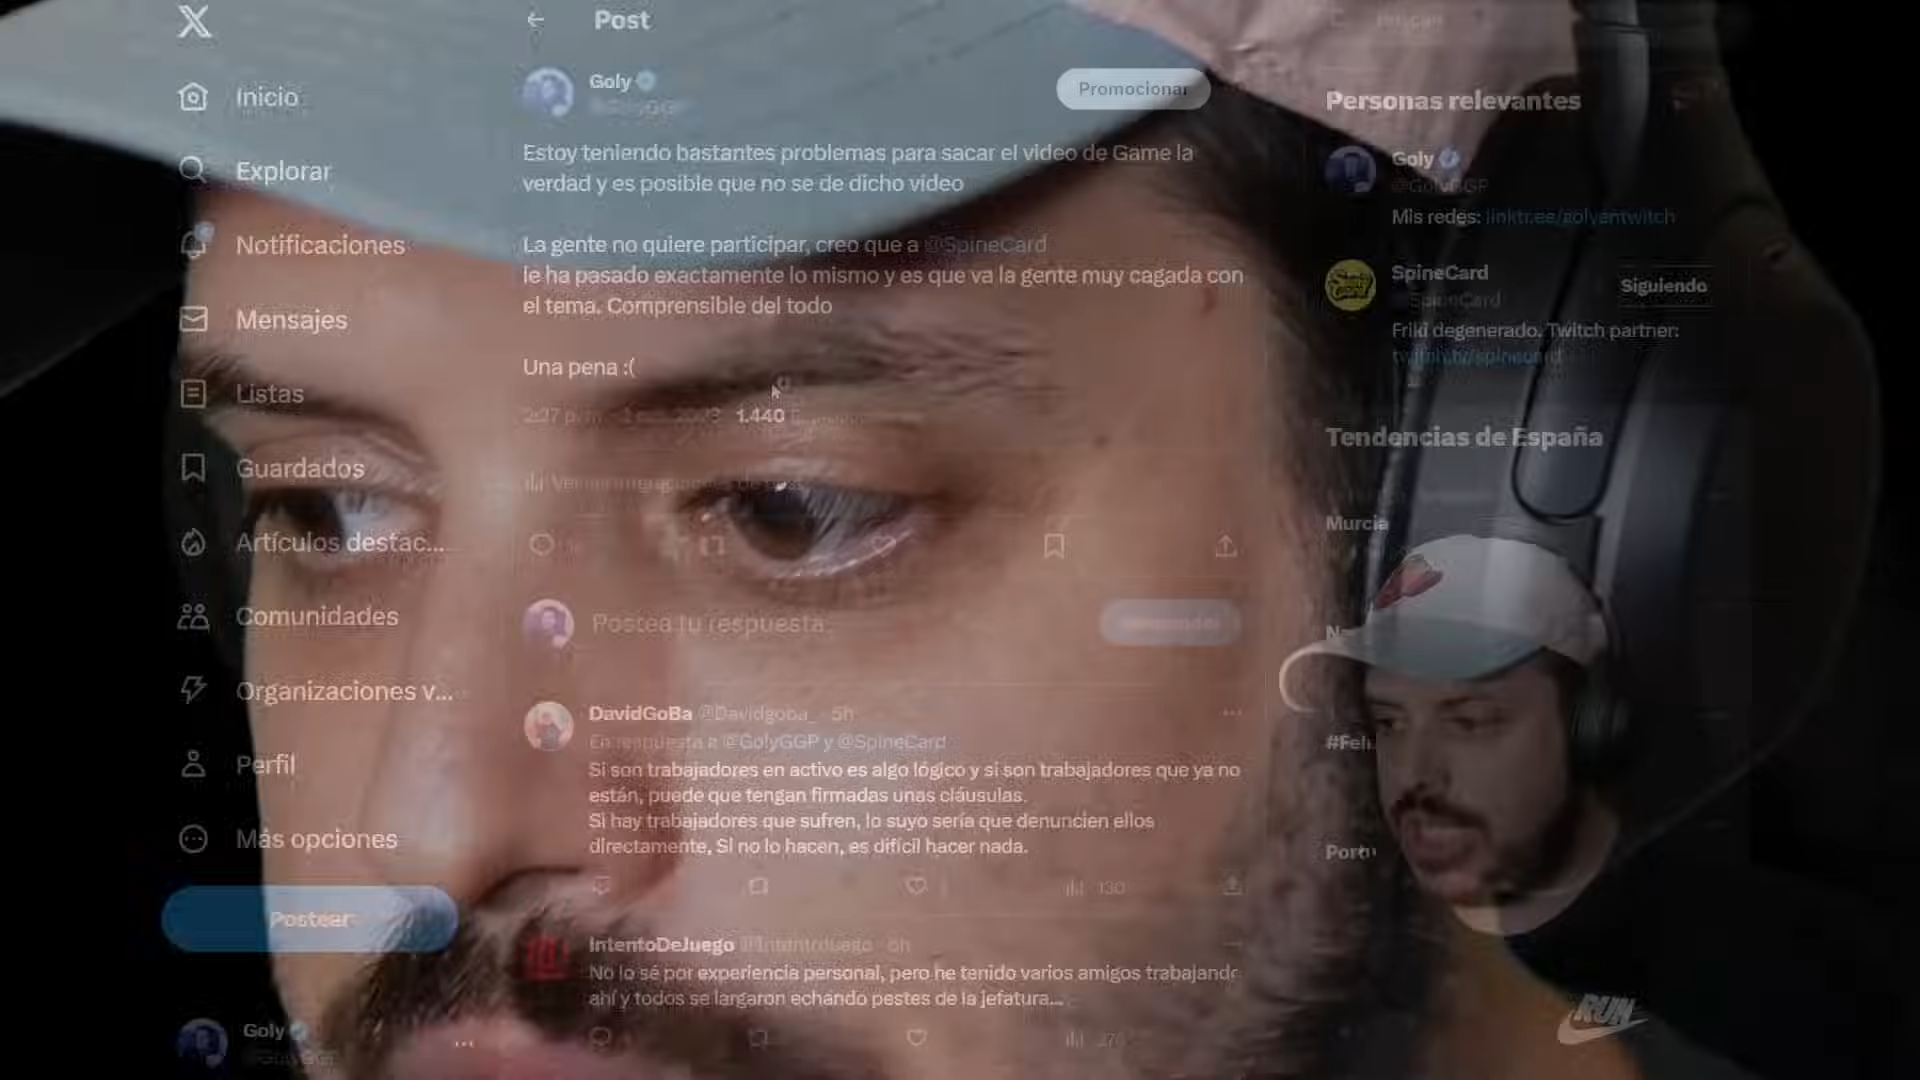 Inicio
Explorar
Notificaciones
Mensajes
Listas
Guardados
Artículos destac...
Comunidades
Organizaciones v...
Perfil
Más opciones
Postear
Goly
Post
Goly
Promocionar
Estoy teniendo bastantes problemas para sacar el video de Game la
verdad y es posible que no se de dicho video
La gente no quiere participar, creo que a @SpineCard
le ha pasado exactamente lo mismo y es que va la gente muy cagada con
el tema. Comprensible del todo
Una pena :(
1.440
Postea tu respuesta
DavidGoBa @Davidgoba_ · 5h
En respuesta a @GolyGGP y @SpineCard
Si son trabajadores en activo es algo lógico y si son trabajadores que ya no
están, puede que tengan firmadas unas cláusulas.
Si hay trabajadores que sufren, lo suyo sería que denuncien ellos
directamente, Si no lo hacen, es difícil hacer nada.
130
IntentoDeJuego
No lo sé por experiencia personal, pero he tenido varios amigos trabajando
ahí y todos se largaron echando pestes de la jefatura...
Personas relevantes
Goly
@GolyGGP
Mis redes: linktr.ee/golyentwitch
SpineCard
@SpineCard
Siguiendo
Friki degenerado. Twitch partner:
Tendencias de España
Murcia
RUN